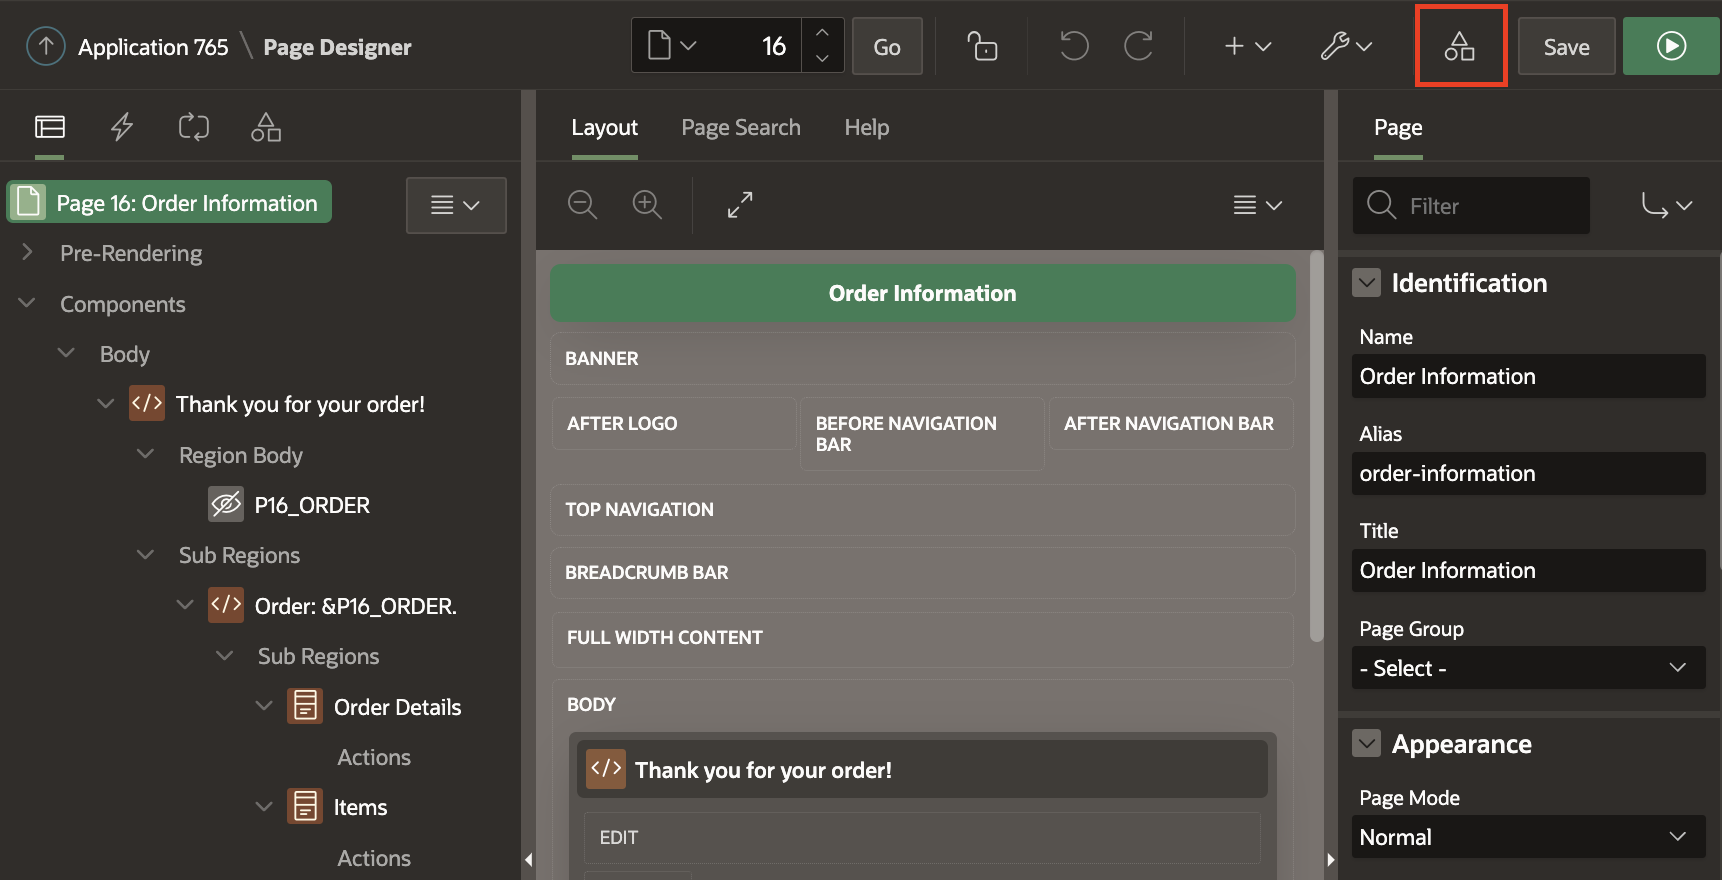 Application 765 \ Page Designer
16
Go
Save
Page 16: Order Information
Pre-Rendering
Components
Body
</> Thank you for your order!
Region Body
P16_ORDER
Sub Regions
</> Order: &P16_ORDER.
Sub Regions
Order Details
Actions
Items
Actions
Layout Page Search Help
Order Information
BANNER
AFTER LOGO
BEFORE NAVIGATION
BAR
AFTER NAVIGATION BAR
TOP NAVIGATION
BREADCRUMB BAR
FULL WIDTH CONTENT
BODY
</> Thank you for your order!
EDIT
Page
Filter
Identification
Name
Order Information
Alias
order-information
Title
Order Information
Page Group
- Select -
Appearance
Page Mode
Normal